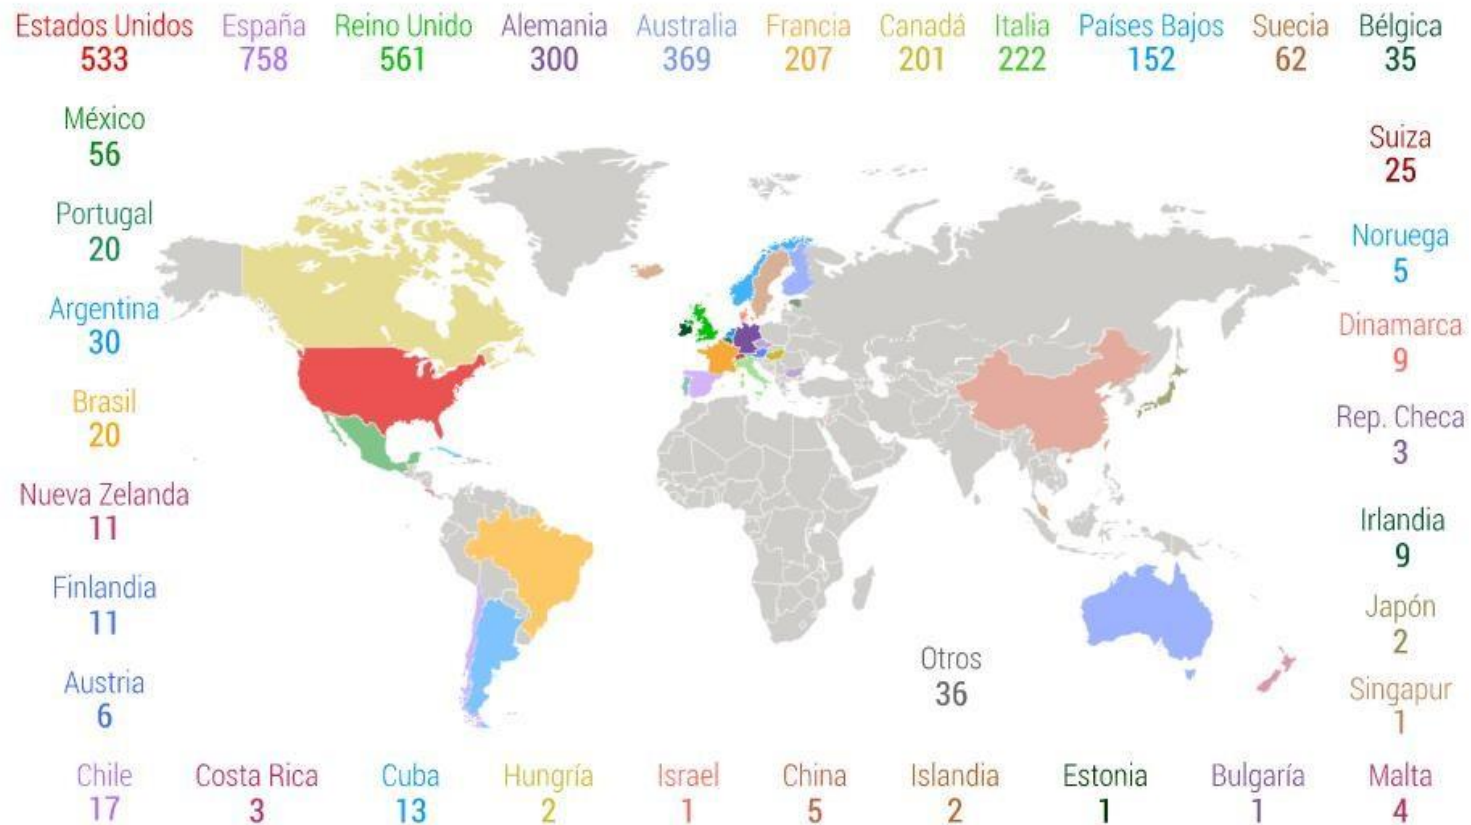 Estados Unidos
533
España
758
Reino Unido
561
Alemania
300
Australia
369
Francia
207
Canadá
201
Italia
222
Países Bajos
152
Suecia
62
Bélgica
35
México
56
Suiza
25
Portugal
20
Noruega
5
Argentina
30
Dinamarca
9
Brasil
20
Rep. Checa
3
Nueva Zelanda
11
Irlandia
9
Finlandia
11
Japón
2
Otros
36
Austria
6
Singapur
1
Chile
17
Costa Rica
3
Cuba
13
Hungría
2
Israel
1
China
5
Islandia
2
Estonia
1
Bulgaría
1
Malta
4